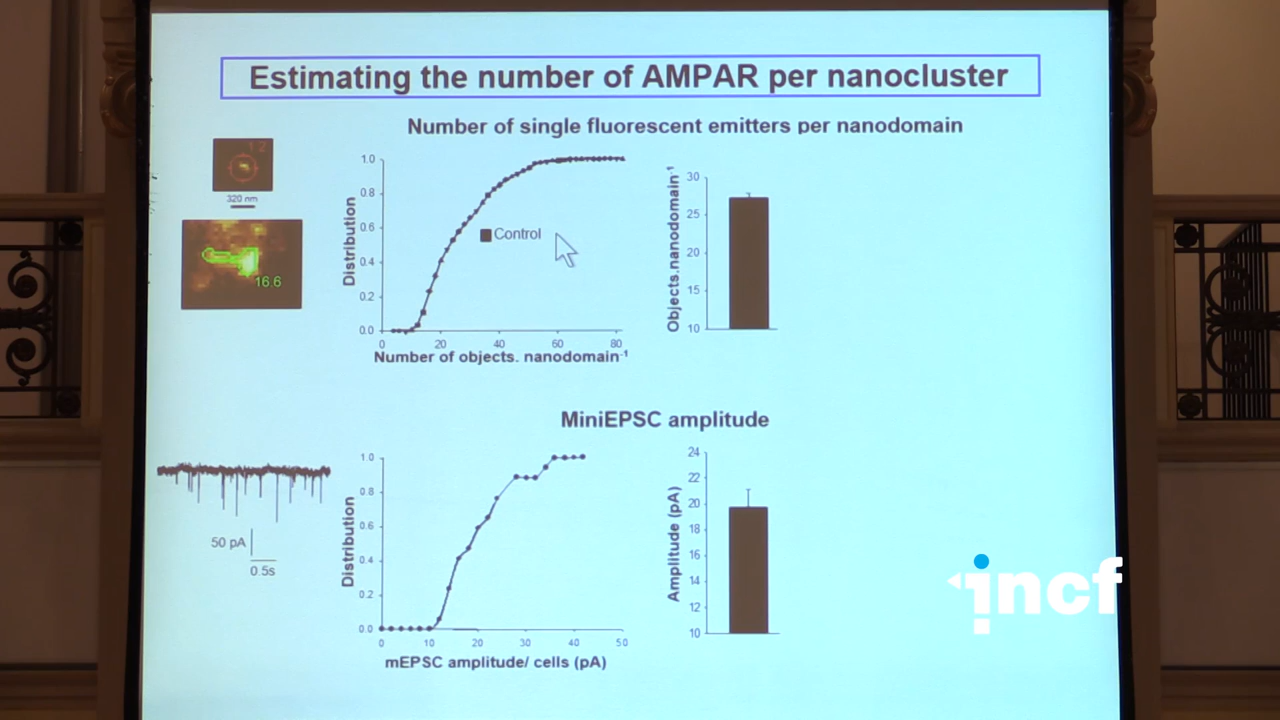 Estimating the number of AMPAR per nanocluster
Number of single fluorescent emitters per nanodomain
1.2
320 nm
16.6
Distribution
1.0
0.8
0.6
0.4
0.2
0.0
0
20
40
60
80
Number of objects. nanodomain-1
Control
Objects.nanodomain-1
30
25
20
15
10
MiniEPSC amplitude
50 pA
0.5s
Distribution
1.0
0.8
0.6
0.4
0.2
0.0
0
10
20
30
40
50
mEPSC amplitude/ cells (pA)
Amplitude (pA)
24
22
20
18
16
14
12
10
incf